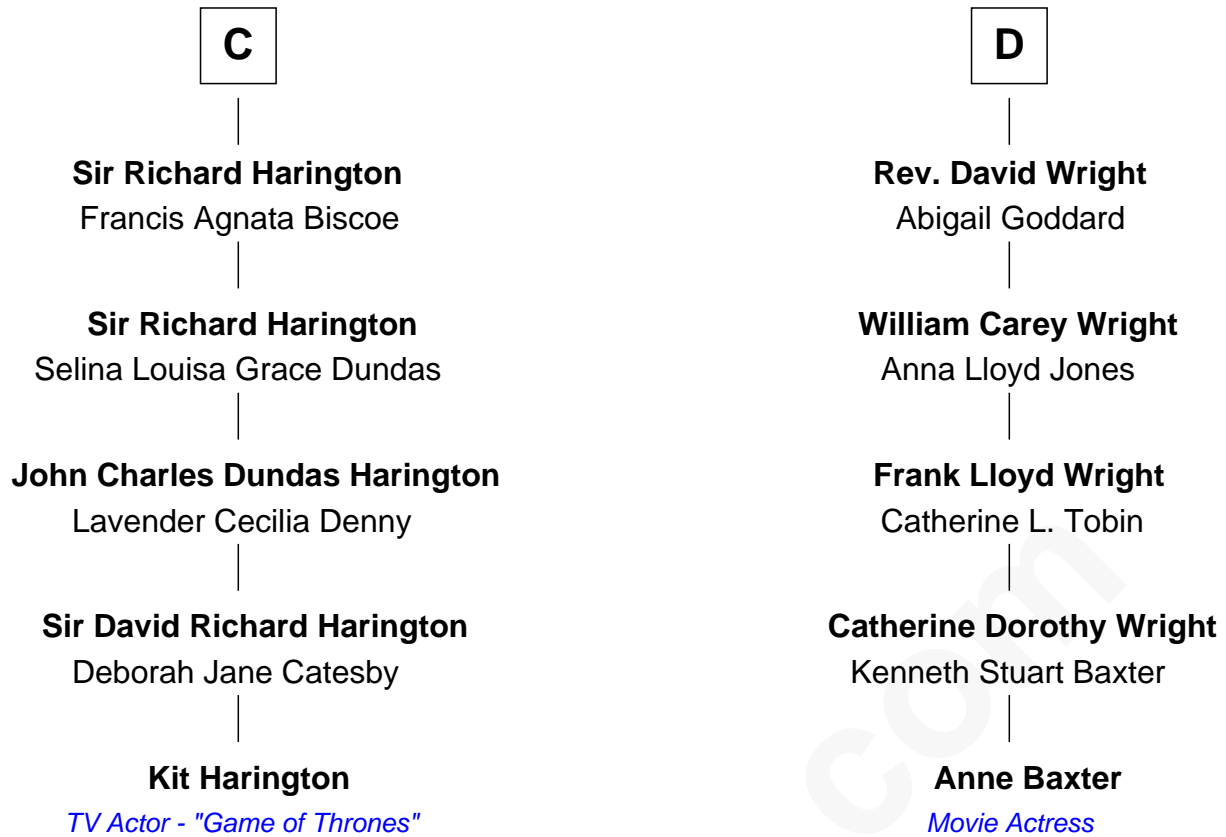 C
Sir Richard Harington
Francis Agnata Biscoe
Sir Richard Harington
Selina Louisa Grace Dundas
John Charles Dundas Harington
Lavender Cecilia Denny
Sir David Richard Harington
Deborah Jane Catesby
Kit Harington
TV Actor - "Game of Thrones"
D
Rev. David Wright
Abigail Goddard
William Carey Wright
Anna Lloyd Jones
Frank Lloyd Wright
Catherine L. Tobin
Catherine Dorothy Wright
Kenneth Stuart Baxter
Anne Baxter
Movie Actress
com